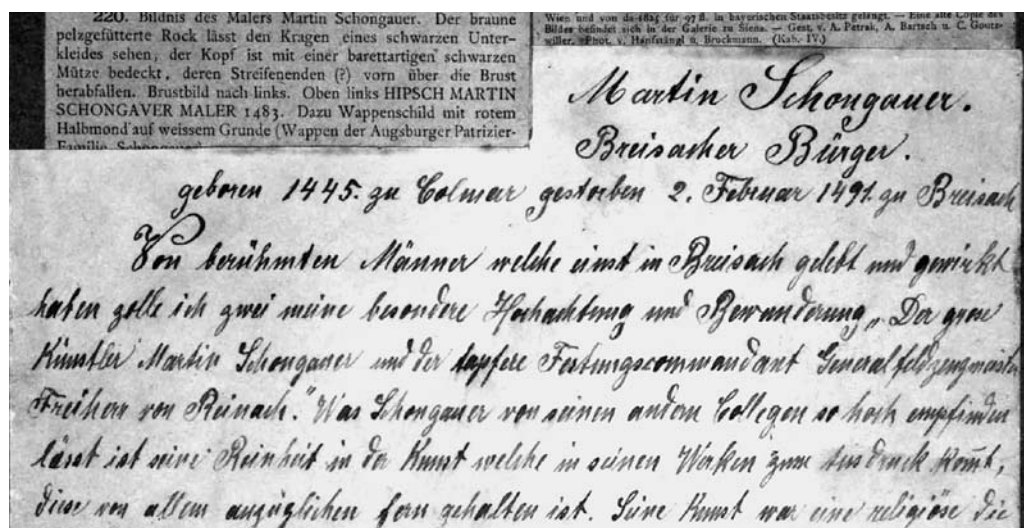 220. Bildnis des Malers Martin Schongauer. Der braune
pelzgefütterte Rock lässt den Kragen eines schwarzen Unter-
kleides sehen, der Kopf ist mit einer barettartigen schwarzen
Mütze bedeckt, deren Streifenenden (?) vorn über die Brust
herabfallen. Brustbild nach links. Oben links HIPSCH MARTIN
SCHONGAVER MALER 1483. Dazu Wappenschild mit rotem
Halbmond auf weissem Grunde (Wappen der Augsburger Patrizier-
Familie Schongauer)
Wien und von da 1825 für 97 fl. in bayerischen Staatsbesitz gelangt. — Eine alte Copie des
Bildes befindet sich in der Galerie zu Siena. — Gest. v. A. Petrak, A. Bartsch u. C. Goutz-
willer. Phot. v. Hanfstängl u. Bruckmann. (Kab. IV.)
Martin Schongauer.
Breisacher Bürger.
geboren 1445. zu Colmar gestorben 2. Februar 1491. zu Breisach
Von berühmten Männer welche einst in Breisach gelebt und gewirkt
haben zolle ich zwei meine besondere Hochachtung und Bewunderung „Der grose
Künstler Martin Schongauer und der tapfere Festungscommandant Generalfeldzeugmeister
Freiherr von Reinach." Was Schongauer von seinen andern Collegen so hoch empfinden
lässt ist seine Reinheit in der Kunst welche in seinen Werken zum Ausdruck komt,
diese von allem anzüglichen fern gehalten ist. Seine Kunst war eine religiöse die